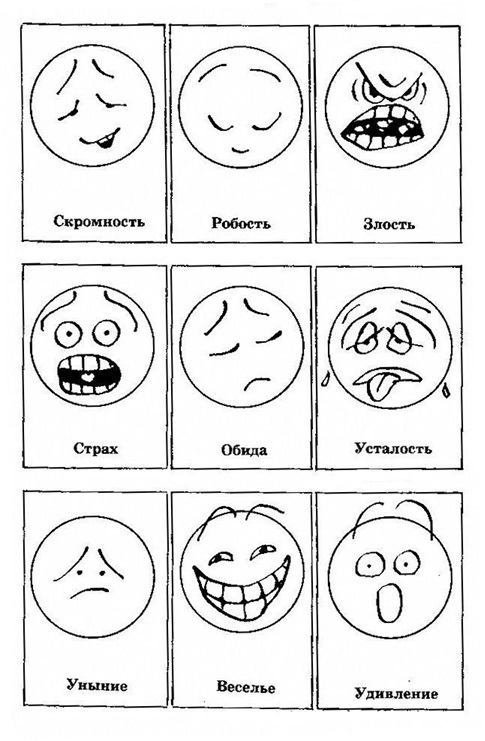 Скромность Робость Злость
Страх Обида Усталость
Уныние Веселье Удивление